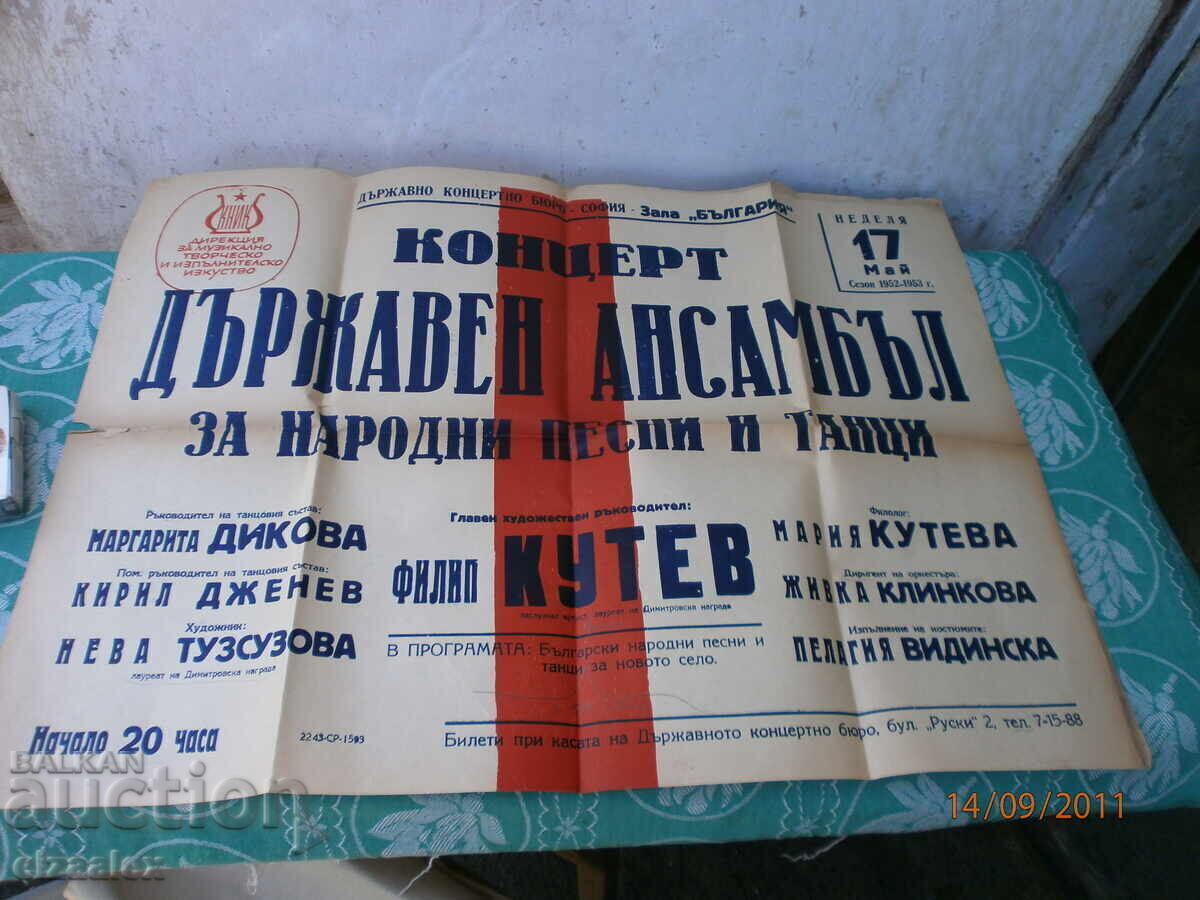 КНИК
ДИРЕКЦИЯ
ЗА МУЗИКАЛНО
ТВОРЧЕСКО
И ИЗПЪЛНИТЕЛСКО
ИЗКУСТВО
ДЪРЖАВНО КОНЦЕРТНО БЮРО - СОФИЯ - Зала „БЪЛГАРИЯ“
НЕДЕЛЯ
17
Май
Сезон 1952-1953 г.
КОНЦЕРТ
ДЪРЖАВЕН АНСАМБЪЛ
ЗА НАРОДНИ ПЕСНИ И ТАНЦИ
Ръководител на танцовия състав:
МАРГАРИТА ДИКОВА
Пом. ръководител на танцовия състав:
КИРИЛ ДЖЕНЕВ
Художник:
НЕВА ТУЗСУЗОВА
лауреат на Димитровска награда
Главен художествен ръководител:
ФИЛИП КУТЕВ
заслужил артист, лауреат на Димитровска награда
В ПРОГРАМАТА: Български народни песни и
танци за новото село.
Филолог:
МАРИЯ КУТЕВА
Диригент на оркестъра:
ЖИВКА КЛИНКОВА
Изпълнение на костюмите:
ПЕЛАГИЯ ВИДИНСКА
Начало 20 часа
2243-СР-1593
Билети при касата на Държавното концертно бюро, бул. „Руски“ 2, тел. 7-15-88
BALKAN
auction
cizaalex
14/09/2011